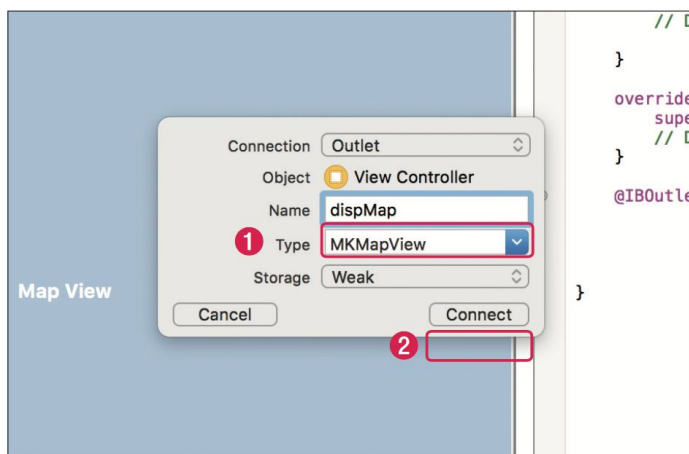 // D
}
override
supe
// D
}
@IBOutle
}
Connection Outlet
Object View Controller
Name dispMap
1 Type MKMapView
Storage Weak
Cancel Connect
2
Map View